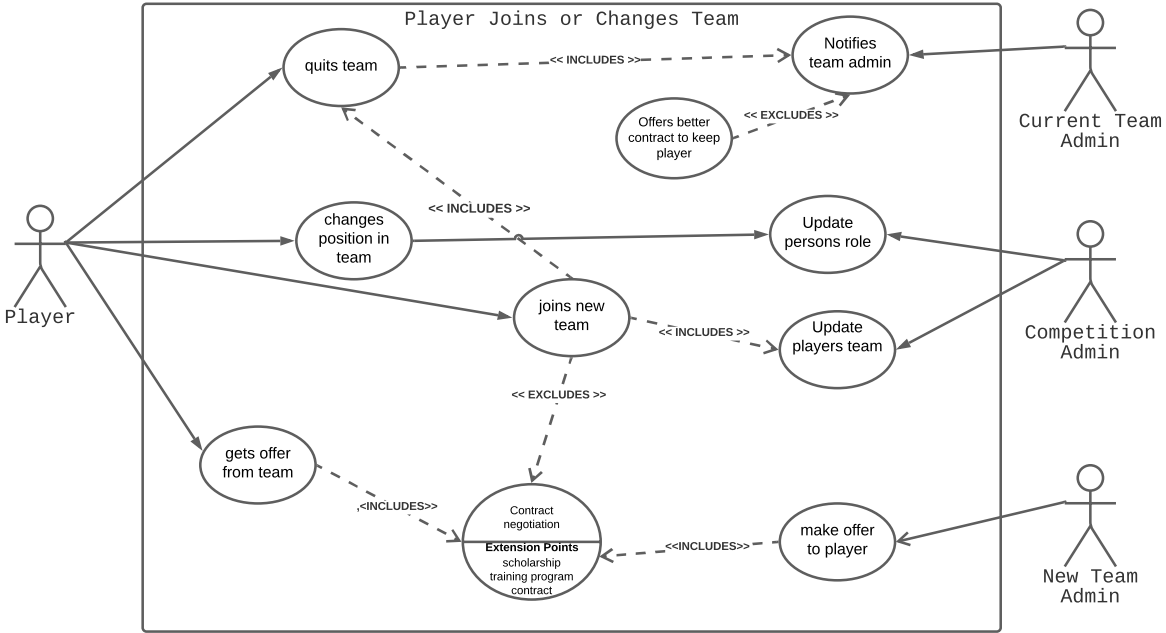 Player Joins or Changes Team
quits team
<< INCLUDES >>
Notifies
team admin
Current Team
Admin
Offers better
contract to keep
player
<< EXCLUDES >>
<< INCLUDES >>
changes
position in
team
Update
persons role
Player
joins new
team
<< INCLUDES >>
Update
players team
Competition
Admin
<< EXCLUDES >>
gets offer
from team
<INCLUDES>>
Contract
negotiation
Extension Points
scholarship
training program
contract
<<INCLUDES>>
make offer
to player
New Team
Admin